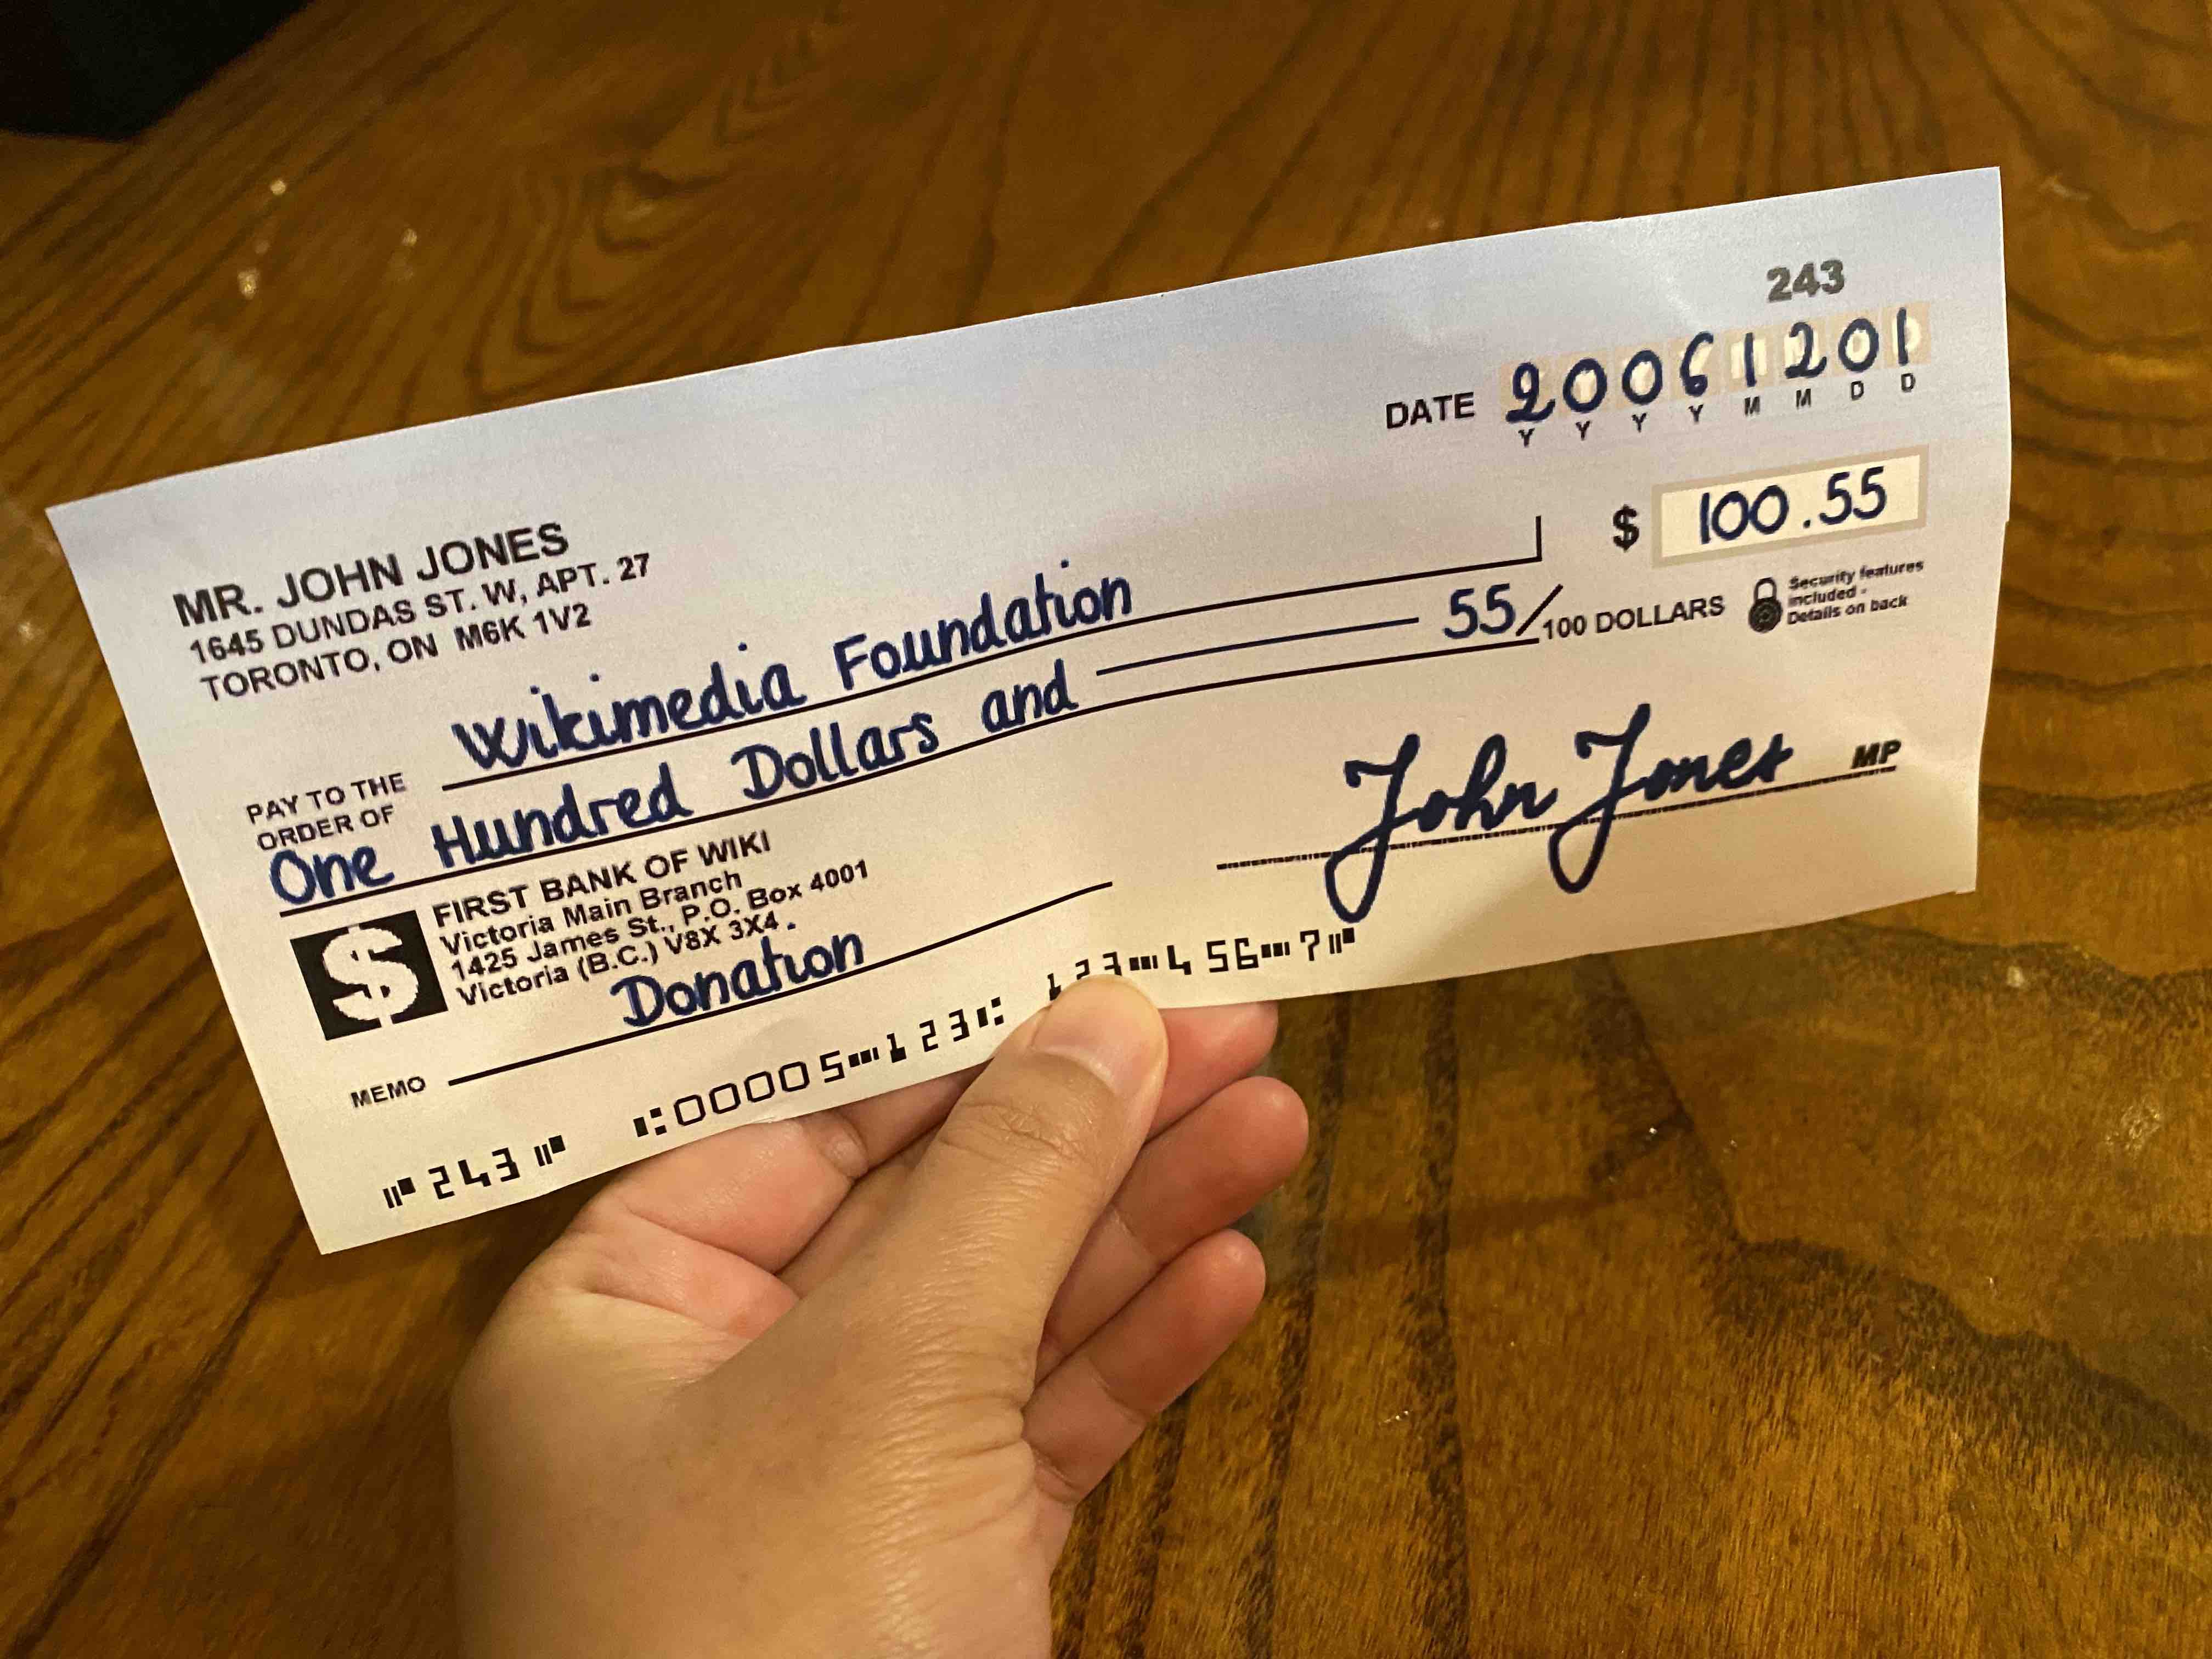 243
DATE 20061201
Y Y Y Y M M D D
MR. JOHN JONES
1645 DUNDAS ST. W, APT. 27
TORONTO, ON M6K 1V2
PAY TO THE
ORDER OF
Wikimedia Foundation
$ 100.55
One Hundred Dollars and 55/100 DOLLARS
Security features
included -
Details on back
FIRST BANK OF WIKI
Victoria Main Branch
1425 James St., P.O. Box 4001
Victoria (B.C.) V8X 3X4.
John Jones MP
MEMO Donation
⑈243⑈ ⑆00005⑉123⑆ 123⑉456⑉7⑈